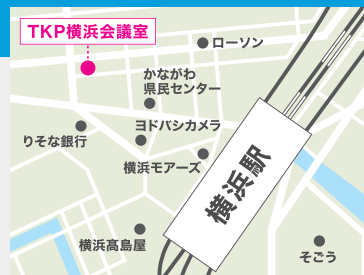 TKP横浜会議室
ローソン
かながわ
県民センター
ヨドバシカメラ
りそな銀行
横浜モアーズ
横浜駅
横浜髙島屋
そごう